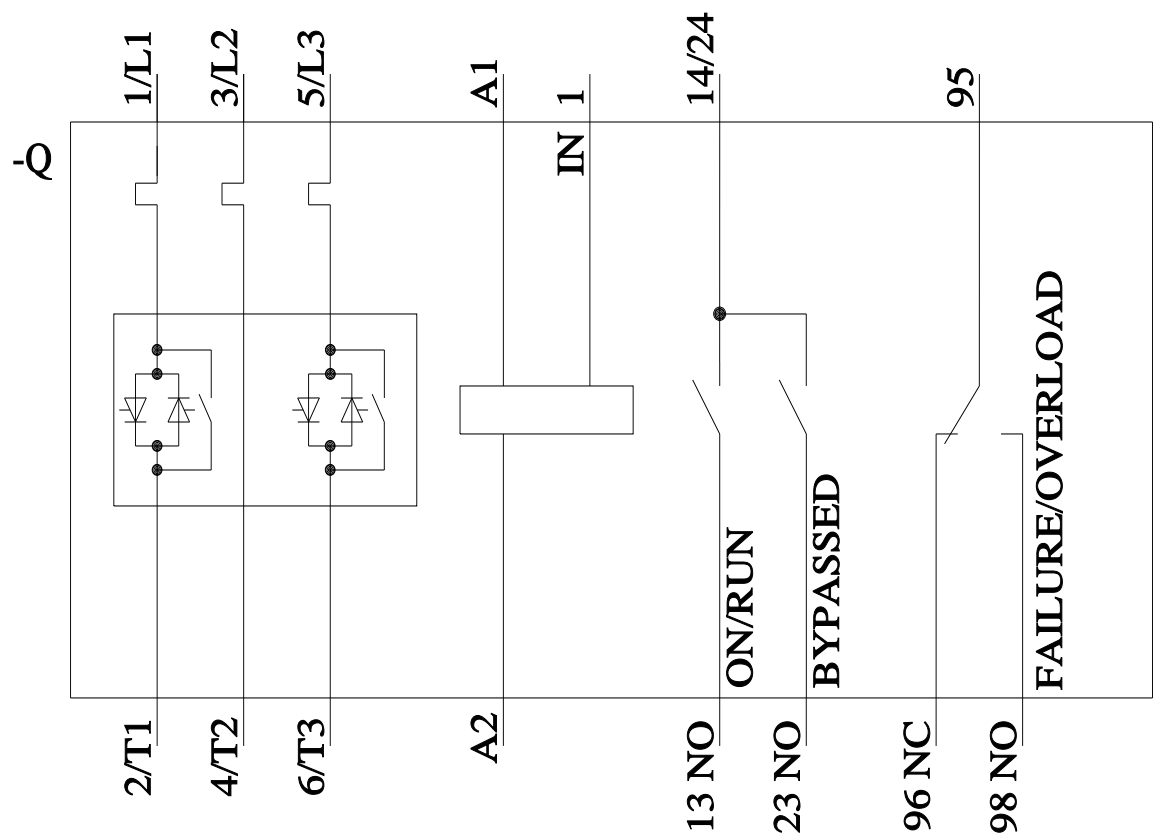 1/L1
3/L2
5/L3
A1
1
14/24
95
-Q
IN
ON/RUN
BYPASSED
FAILURE/OVERLOAD
2/T1
4/T2
6/T3
A2
13 NO
23 NO
96 NC
98 NO